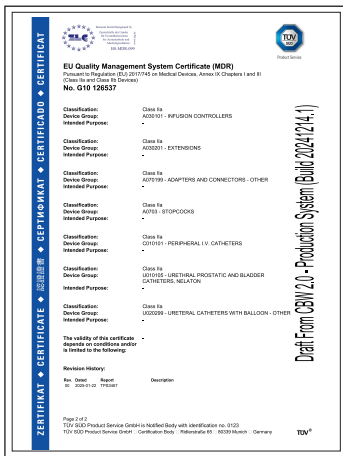 ZERTIFIKAT ◆ CERTIFICATE ◆ 認證證書 ◆ СЕРТИФИКАТ ◆ CERTIFICADO ◆ CERTIFICAT
TÜV
SÜD
Product Service
EU Quality Management System Certificate (MDR)
Pursuant to Regulation (EU) 2017/745 on Medical Devices, Annex IX Chapters I and III
(Class IIa and Class IIb Devices)
No. G10 126537
Classification: Class IIa
Device Group: A030101 - INFUSION CONTROLLERS
Intended Purpose: -
Classification: Class IIa
Device Group: A030201 - EXTENSIONS
Intended Purpose: -
Classification: Class IIa
Device Group: A070199 - ADAPTERS AND CONNECTORS - OTHER
Intended Purpose: -
Classification: Class IIa
Device Group: A0703 - STOPCOCKS
Intended Purpose: -
Classification: Class IIa
Device Group: C010101 - PERIPHERAL I.V. CATHETERS
Intended Purpose: -
Classification: Class IIa
Device Group: U010105 - URETHRAL PROSTATIC AND BLADDER
CATHETERS, NELATON
Intended Purpose: -
Classification: Class IIa
Device Group: U020299 - URETERAL CATHETERS WITH BALLOON - OTHER
Intended Purpose: -
The validity of this certificate -
depends on conditions and/or
is limited to the following:
Revision History:
Rev. Dated Report Description
00 2025-01-22
Page 2 of 2
TÜV SÜD Product Service GmbH is Notified Body with identification no. 0123
TÜV SÜD Product Service GmbH Certification Body Ridlerstraße 65 80339 Munich Germany
TÜV®
Draft From CBW 2.0 - Production System (Build 20241214.1)